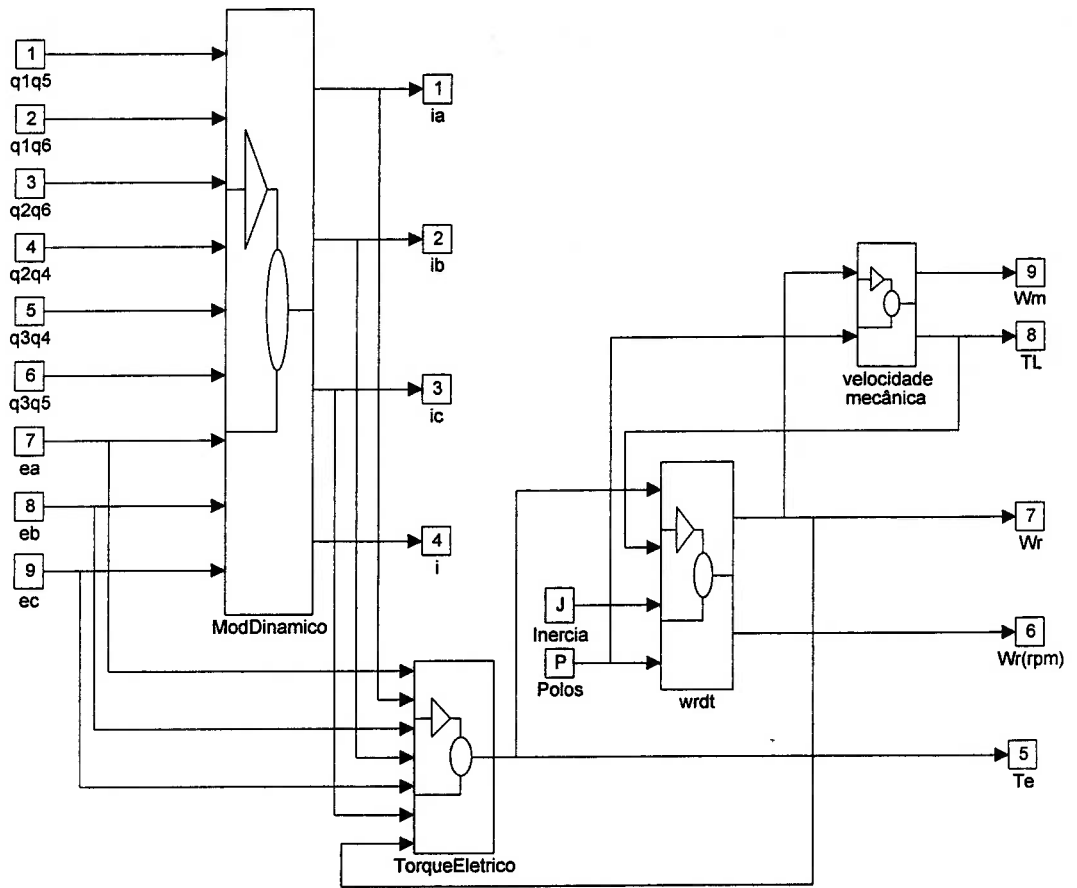 1
q1q5
2
q1q6
3
q2q6
4
q2q4
5
q3q4
6
q3q5
7
ea
8
eb
9
ec
ModDinamico
1
ia
2
ib
3
ic
4
i
velocidade
mecânica
9
Wm
8
TL
J
Inercia
P
Polos
wrdt
7
Wr
6
Wr(rpm)
5
Te
TorqueEletrico